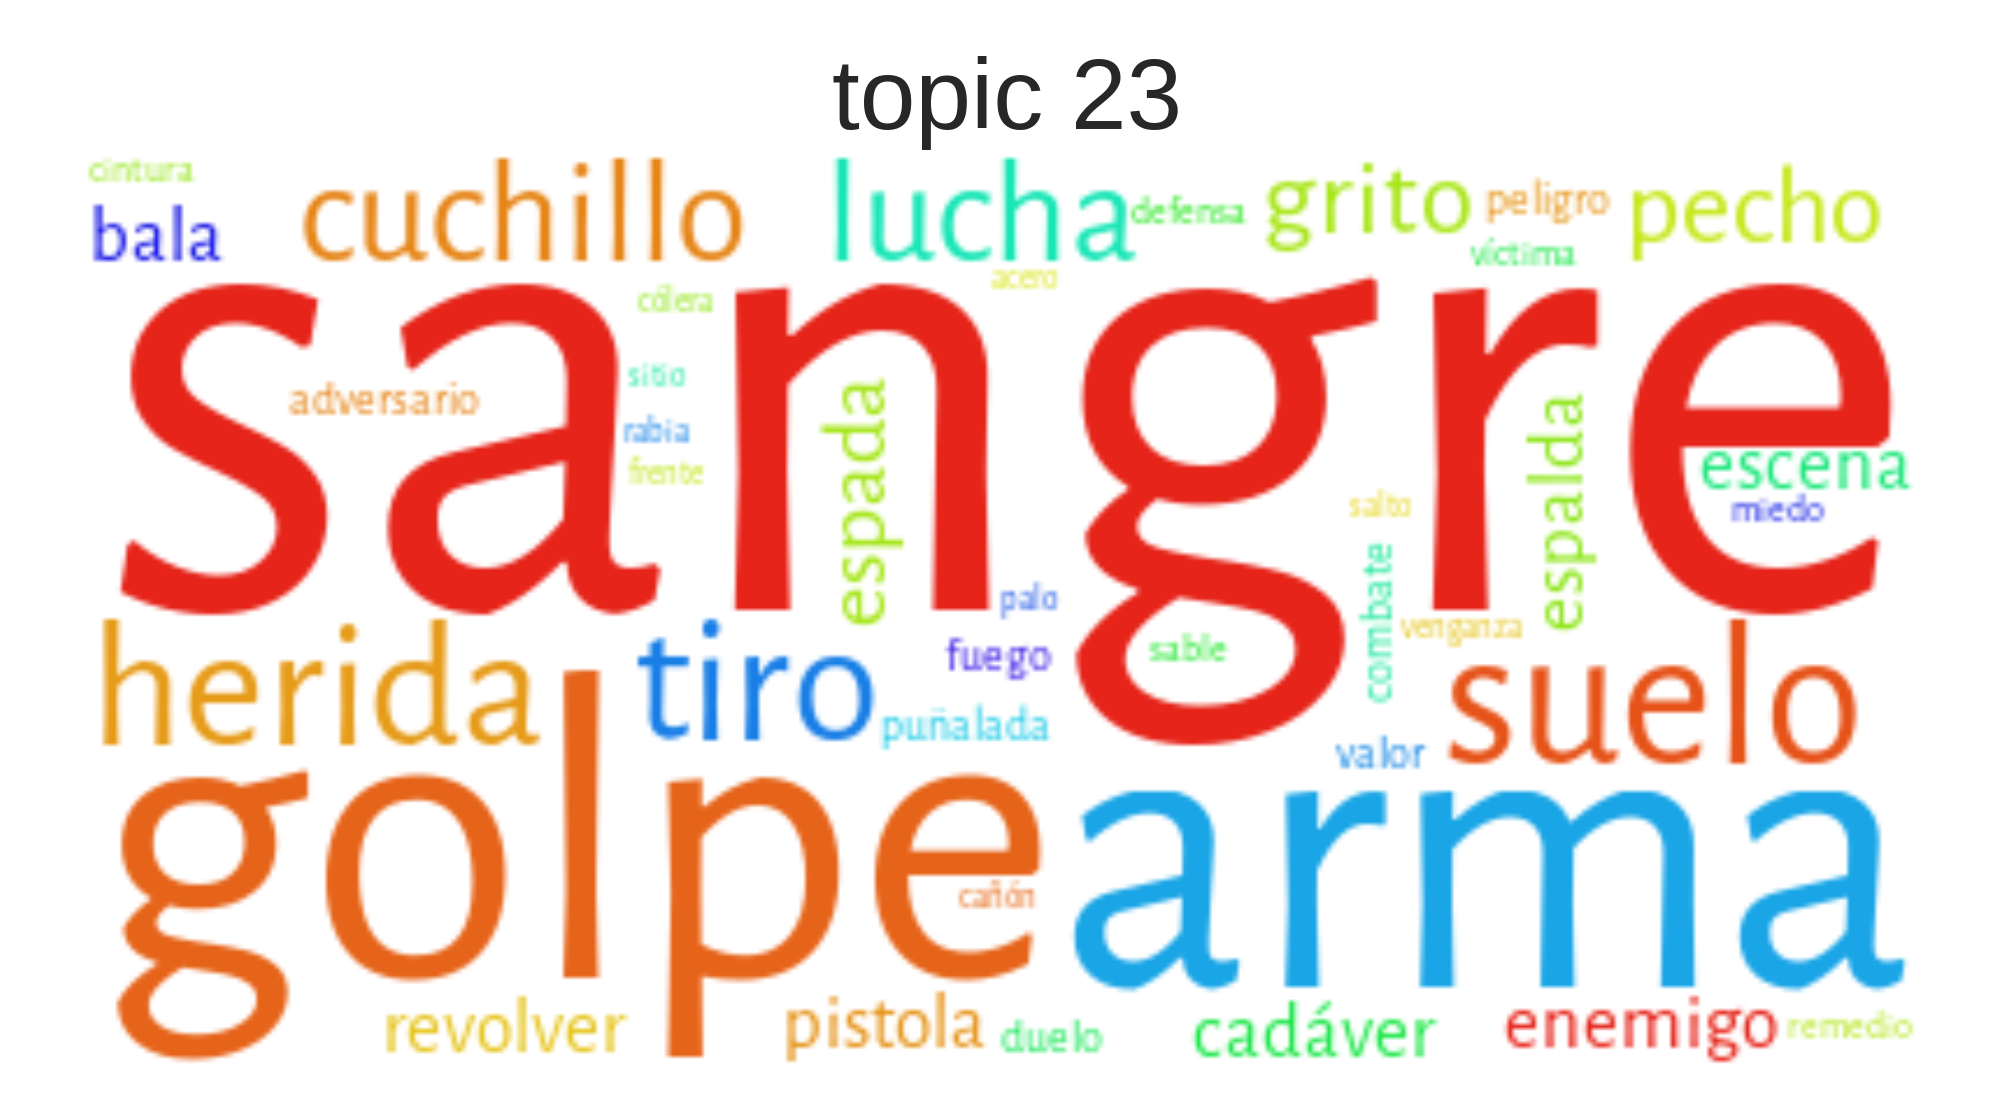 topic 23
cintura
bala
cuchillo
lucha
defensa
grito
peligro
víctima
pecho
sangre
acero
cólera
adversario
sitio
rabia
frente
espada
espalda
escena
miedo
salto
combate
venganza
palo
sable
herida
tiro
fuego
puñalada
valor
suelo
golpe
cañón
arma
revolver
pistola
duelo
cadáver
enemigo
remedio